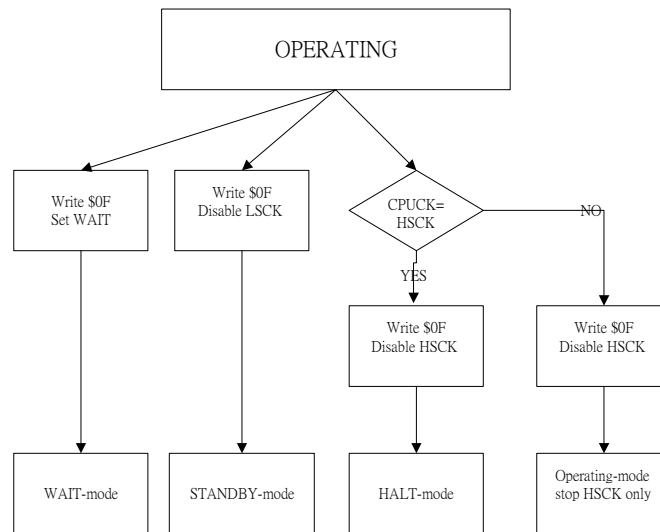 OPERATING
Write $0F
Set WAIT
Write $0F
Disable LSCK
CPUCK=
HSCK
NO
YES
Write $0F
Disable HSCK
Write $0F
Disable HSCK
WAIT-mode
STANDBY-mode
HALT-mode
Operating-mode
stop HSCK only